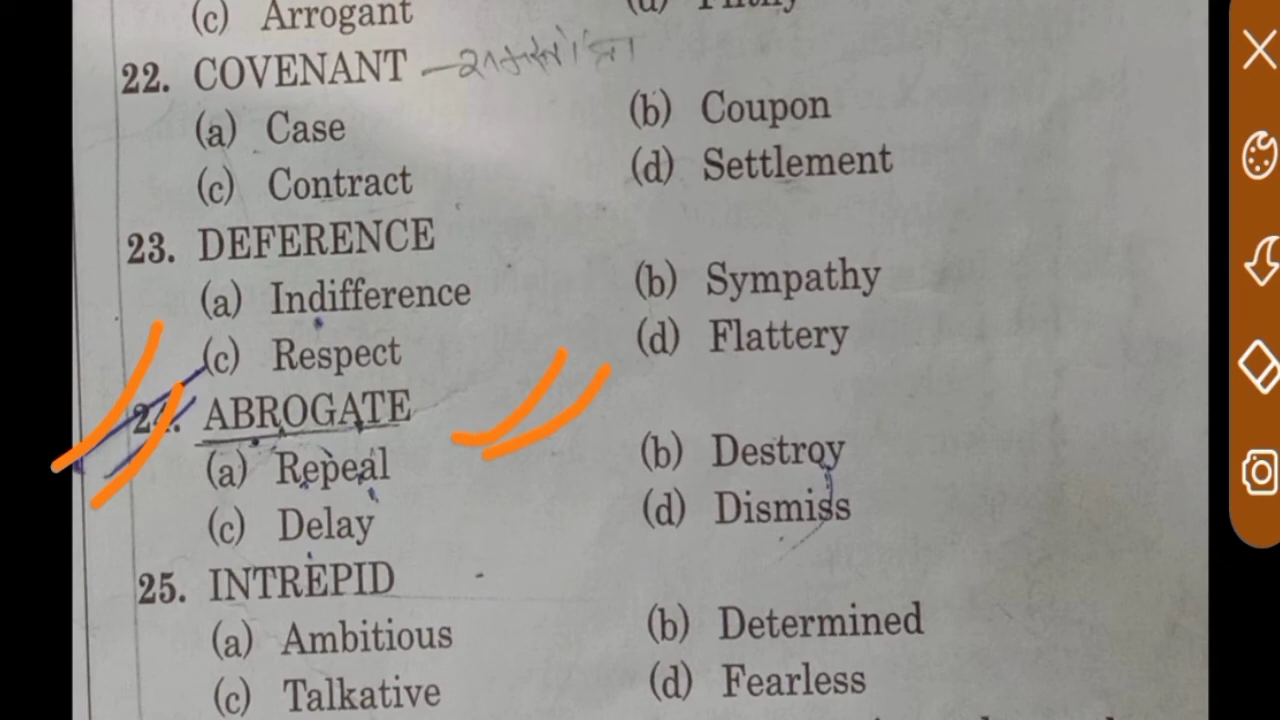 (c) Arrogant
22. COVENANT
(a) Case
(b) Coupon
(c) Contract
(d) Settlement
23. DEFERENCE
(a) Indifference
(b) Sympathy
(c) Respect
(d) Flattery
24. ABROGATE
(a) Repeal
(b) Destroy
(c) Delay
(d) Dismiss
25. INTREPID
(a) Ambitious
(b) Determined
(c) Talkative
(d) Fearless